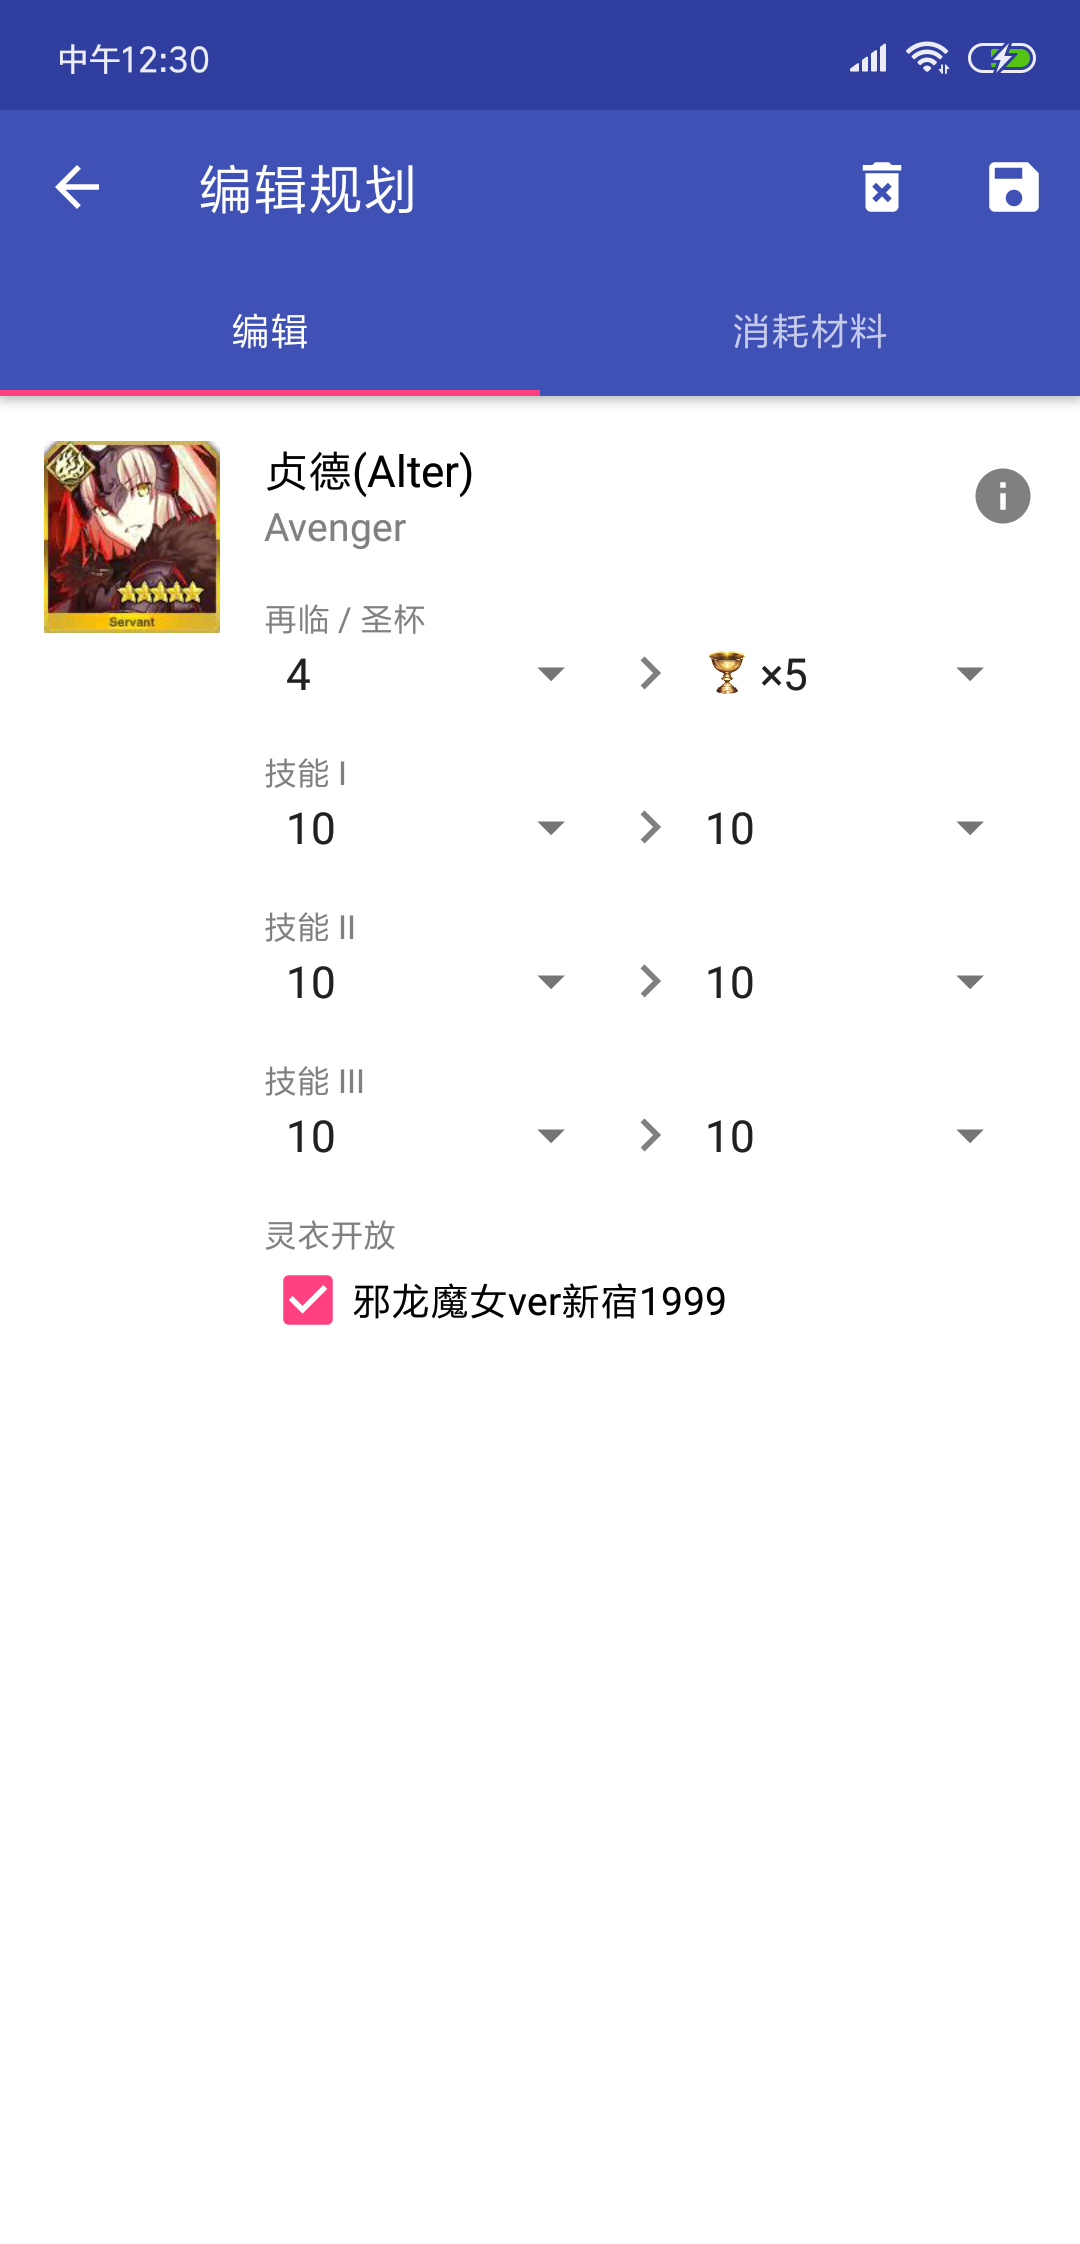 中午12:30
编辑规划
编辑
消耗材料
贞德(Alter)
Avenger
Servant
再临 / 圣杯
4
×5
技能 I
10
10
技能 II
10
10
技能 III
10
10
灵衣开放
邪龙魔女ver新宿1999